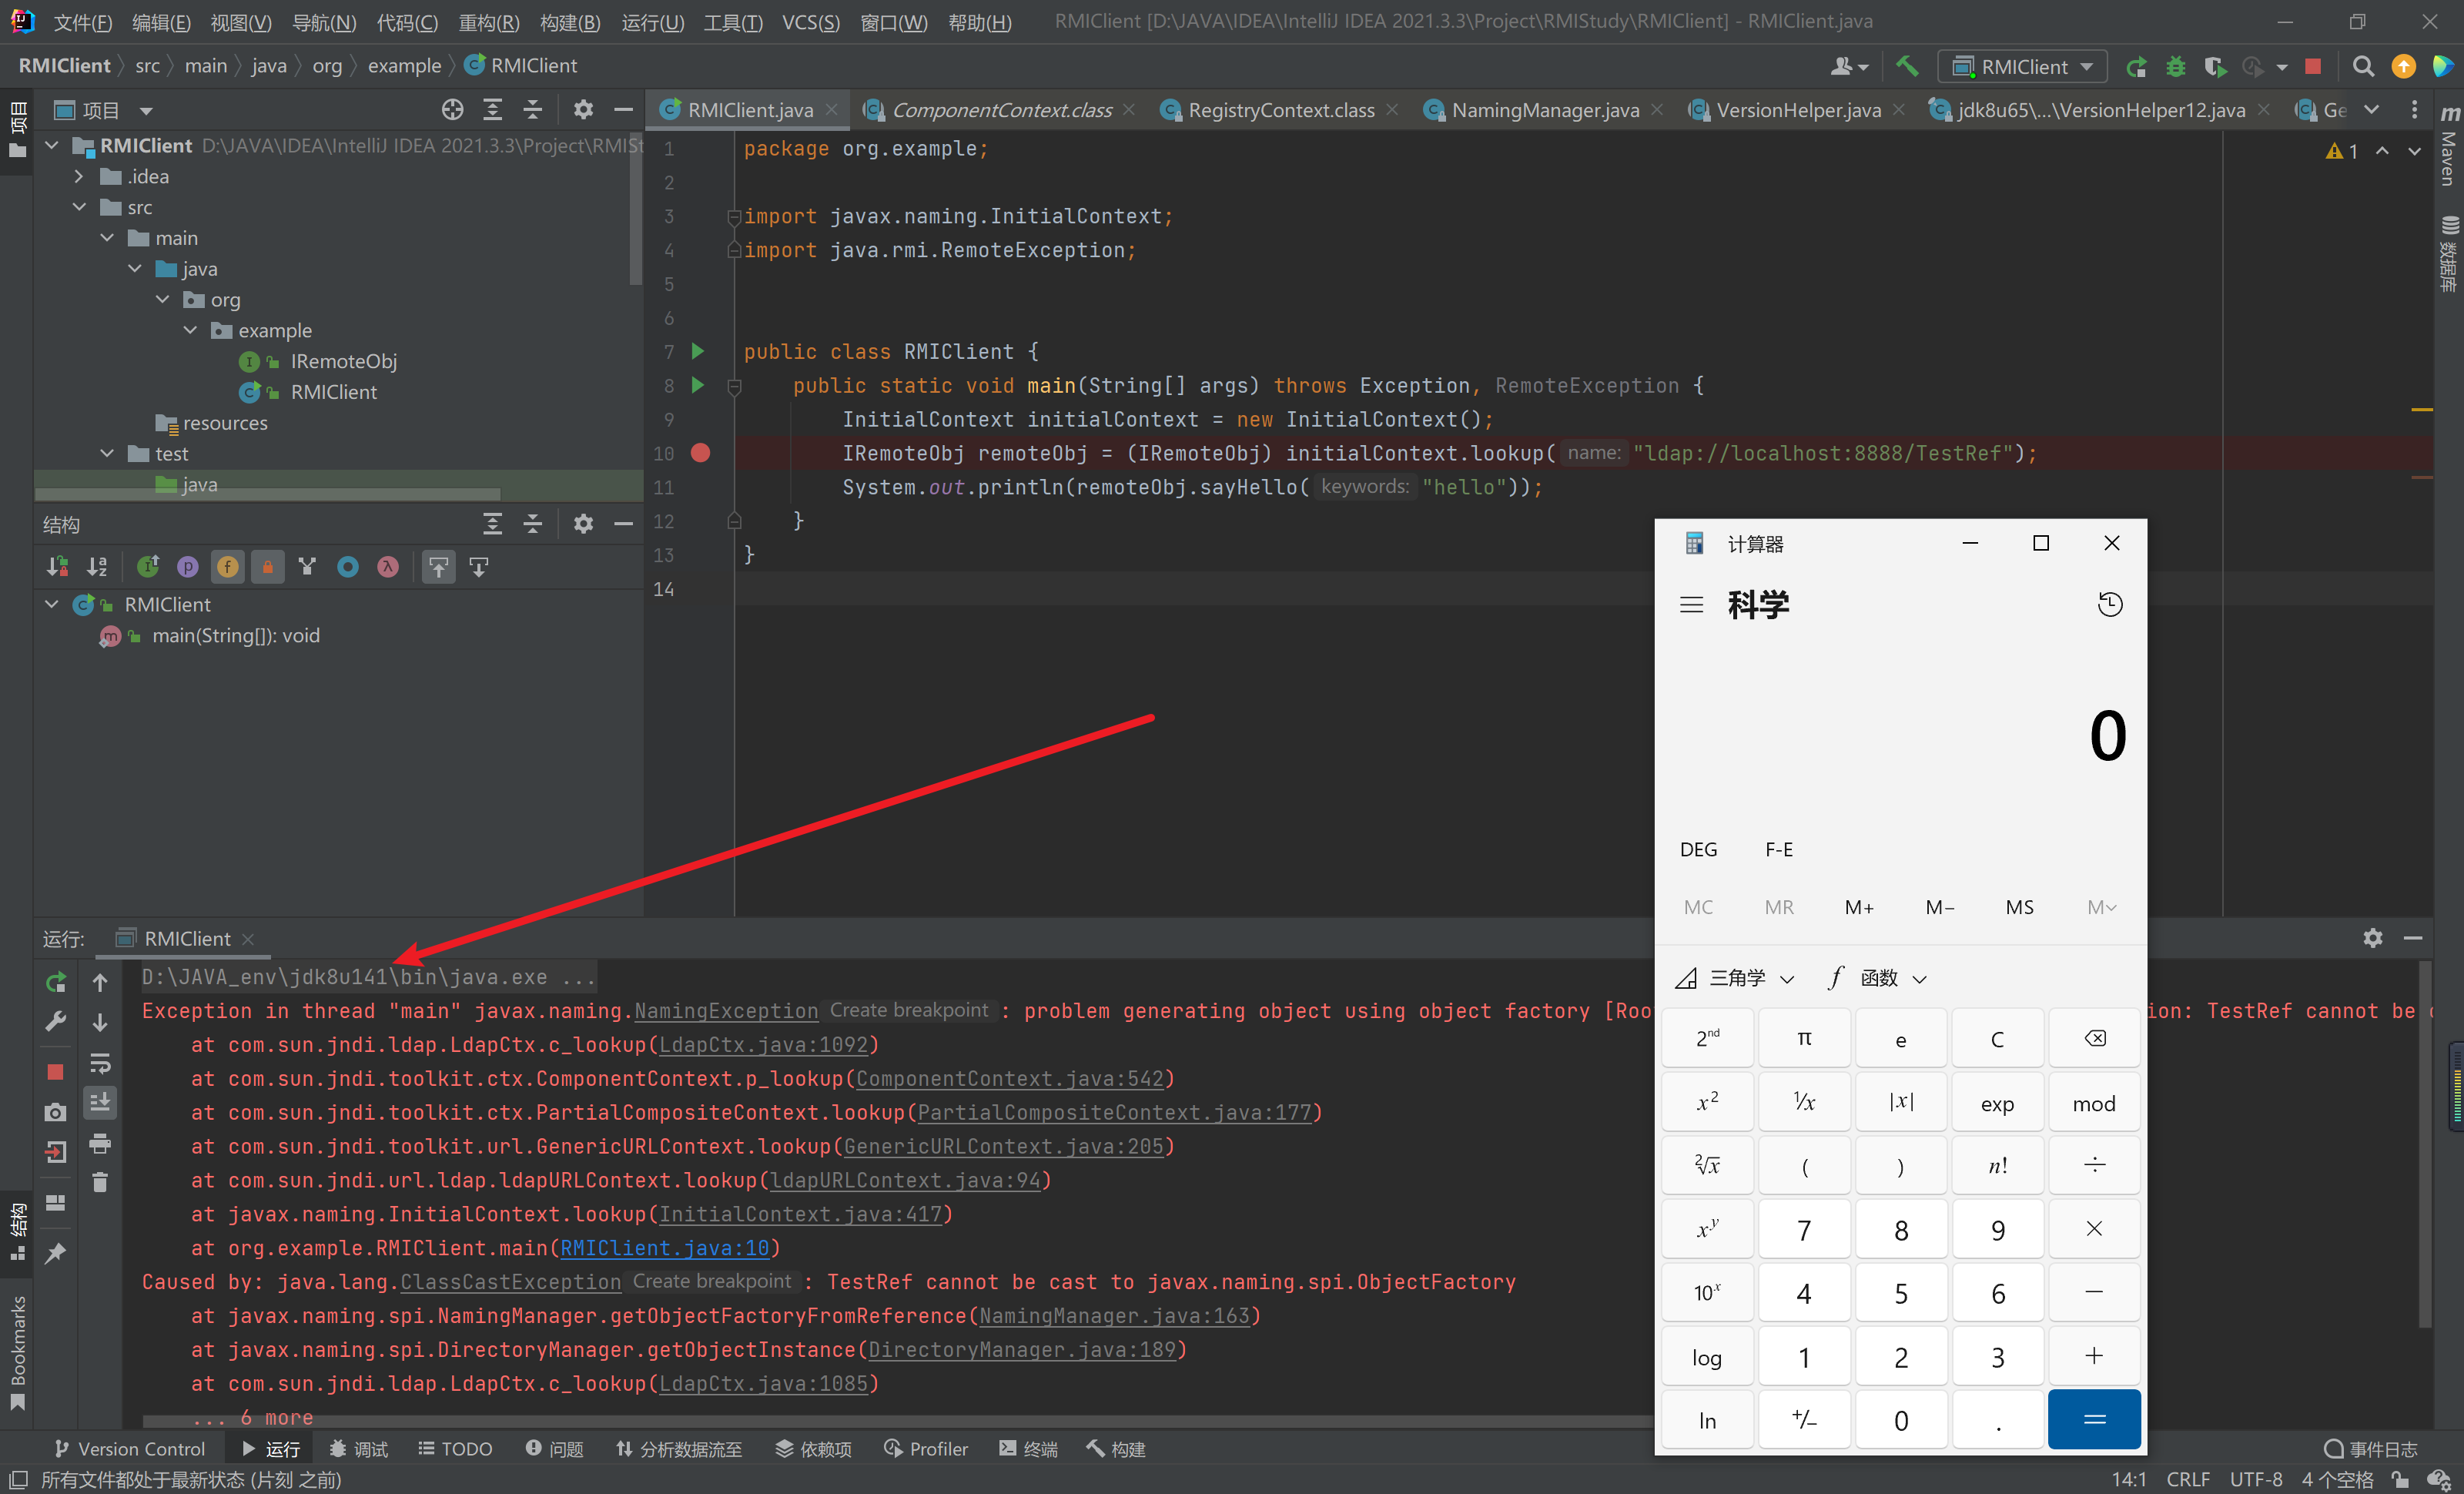 文件(F) 编辑(E) 视图(V) 导航(N) 代码(C) 重构(R) 构建(B) 运行(U) 工具(T) VCS(S) 窗口(W) 帮助(H) RMIClient [D:\JAVA\IDEA\IntelliJ IDEA 2021.3.3\Project\RMIStudy\RMIClient] - RMIClient.java
RMIClient src main java org example RMIClient
RMIClient
项目
RMIClient.java ComponentContext.class RegistryContext.class NamingManager.java VersionHelper.java jdk8u65\...\VersionHelper12.java Ge
项目
RMIClient D:\JAVA\IDEA\IntelliJ IDEA 2021.3.3\Project\RMISt
.idea
src
main
java
org
example
IRemoteObj
RMIClient
resources
test
java
结构
RMIClient
main(String[]): void
1 package org.example;
2
3 import javax.naming.InitialContext;
4 import java.rmi.RemoteException;
5
6
7 public class RMIClient {
8 public static void main(String[] args) throws Exception, RemoteException {
9 InitialContext initialContext = new InitialContext();
10 IRemoteObj remoteObj = (IRemoteObj) initialContext.lookup( name: "ldap://localhost:8888/TestRef");
11 System.out.println(remoteObj.sayHello( keywords: "hello"));
12 }
13 }
14
1
m
Maven
数据库
计算器
科学
0
DEG F-E
MC MR M+ M− MS M
三角学 f 函数
2nd π e C
x2 1/x |x| exp mod
2√x ( ) n! ÷
xy 7 8 9 ×
10x 4 5 6 −
log 1 2 3 +
ln +/− 0 . =
运行: RMIClient
D:\JAVA_env\jdk8u141\bin\java.exe ...
Exception in thread "main" javax.naming.NamingException Create breakpoint : problem generating object using object factory [Roo ion: TestRef cannot be c
at com.sun.jndi.ldap.LdapCtx.c_lookup(LdapCtx.java:1092)
at com.sun.jndi.toolkit.ctx.ComponentContext.p_lookup(ComponentContext.java:542)
at com.sun.jndi.toolkit.ctx.PartialCompositeContext.lookup(PartialCompositeContext.java:177)
at com.sun.jndi.toolkit.url.GenericURLContext.lookup(GenericURLContext.java:205)
at com.sun.jndi.url.ldap.ldapURLContext.lookup(ldapURLContext.java:94)
at javax.naming.InitialContext.lookup(InitialContext.java:417)
at org.example.RMIClient.main(RMIClient.java:10)
Caused by: java.lang.ClassCastException Create breakpoint : TestRef cannot be cast to javax.naming.spi.ObjectFactory
at javax.naming.spi.NamingManager.getObjectFactoryFromReference(NamingManager.java:163)
at javax.naming.spi.DirectoryManager.getObjectInstance(DirectoryManager.java:189)
at com.sun.jndi.ldap.LdapCtx.c_lookup(LdapCtx.java:1085)
... 6 more
结构
Bookmarks
Version Control 运行 调试 TODO 问题 分析数据流至 依赖项 Profiler 终端 构建 事件日志
所有文件都处于最新状态 (片刻 之前) 14:1 CRLF UTF-8 4 个空格